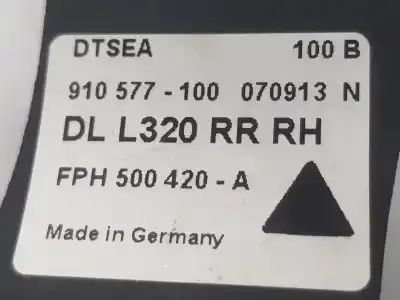 DTSEA 100 B
910 577 - 100 070913 N
DL L320 RR RH
FPH 500 420 - A
Made in Germany